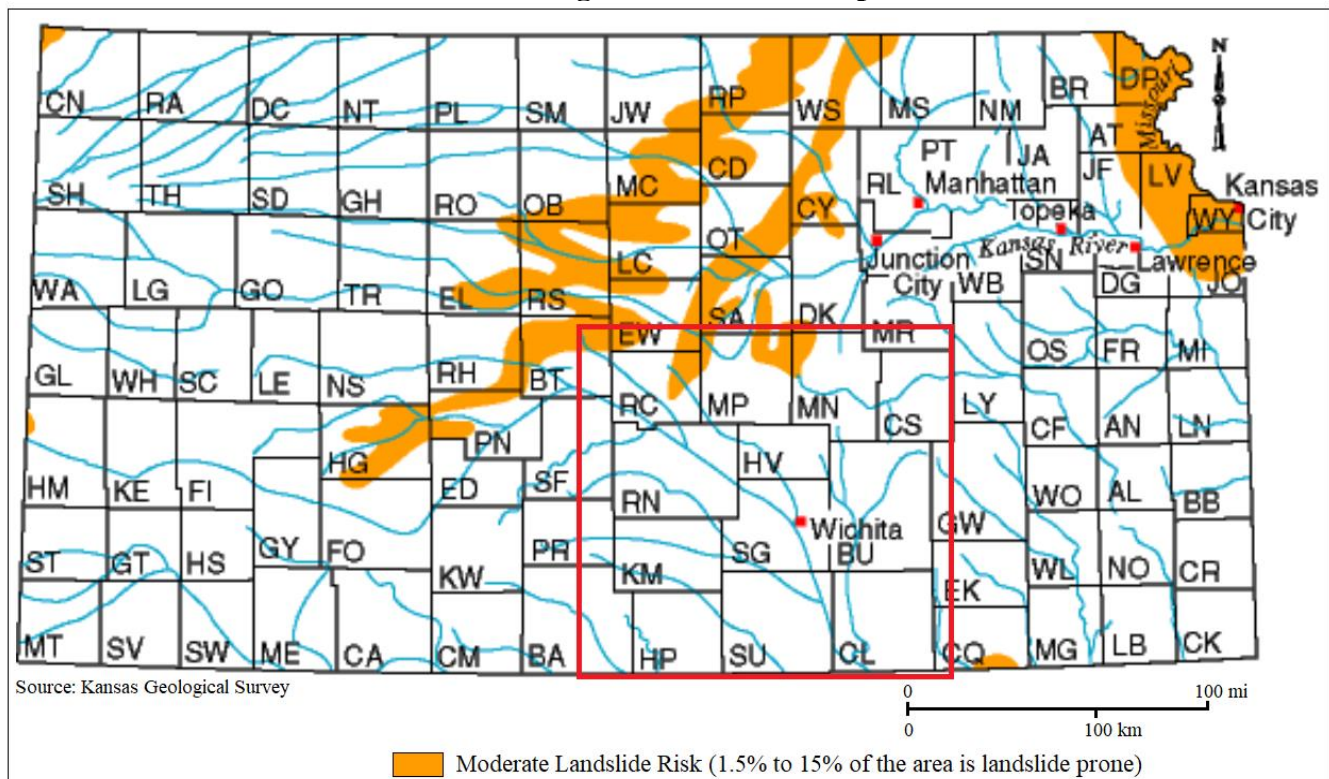 N
CN RA DC NT PL SM JW RP WS MS NM BR DP
Missouri
AT
SH TH SD GH RO OB MC CD CY RL PT JA JF LV
Manhattan
Kansas
City
WY
Topeka
Kansas River
Junction
City
Lawrence
WA LG GO TR EL RS LC OT SA DK WB SN DG JO
EW MR OS FR MI
GL WH SC LE NS RH BT RC MP MN CS LY CF AN LN
HM KE FI HG PN ED SF RN HV WO AL BB
Wichita
ST GT HS GY FO KW PR KM SG BU GW EK WL NO CR
MT SV SW ME CA CM BA HP SU CL CQ MG LB CK
Source: Kansas Geological Survey
0 100 mi
0 100 km
Moderate Landslide Risk (1.5% to 15% of the area is landslide prone)